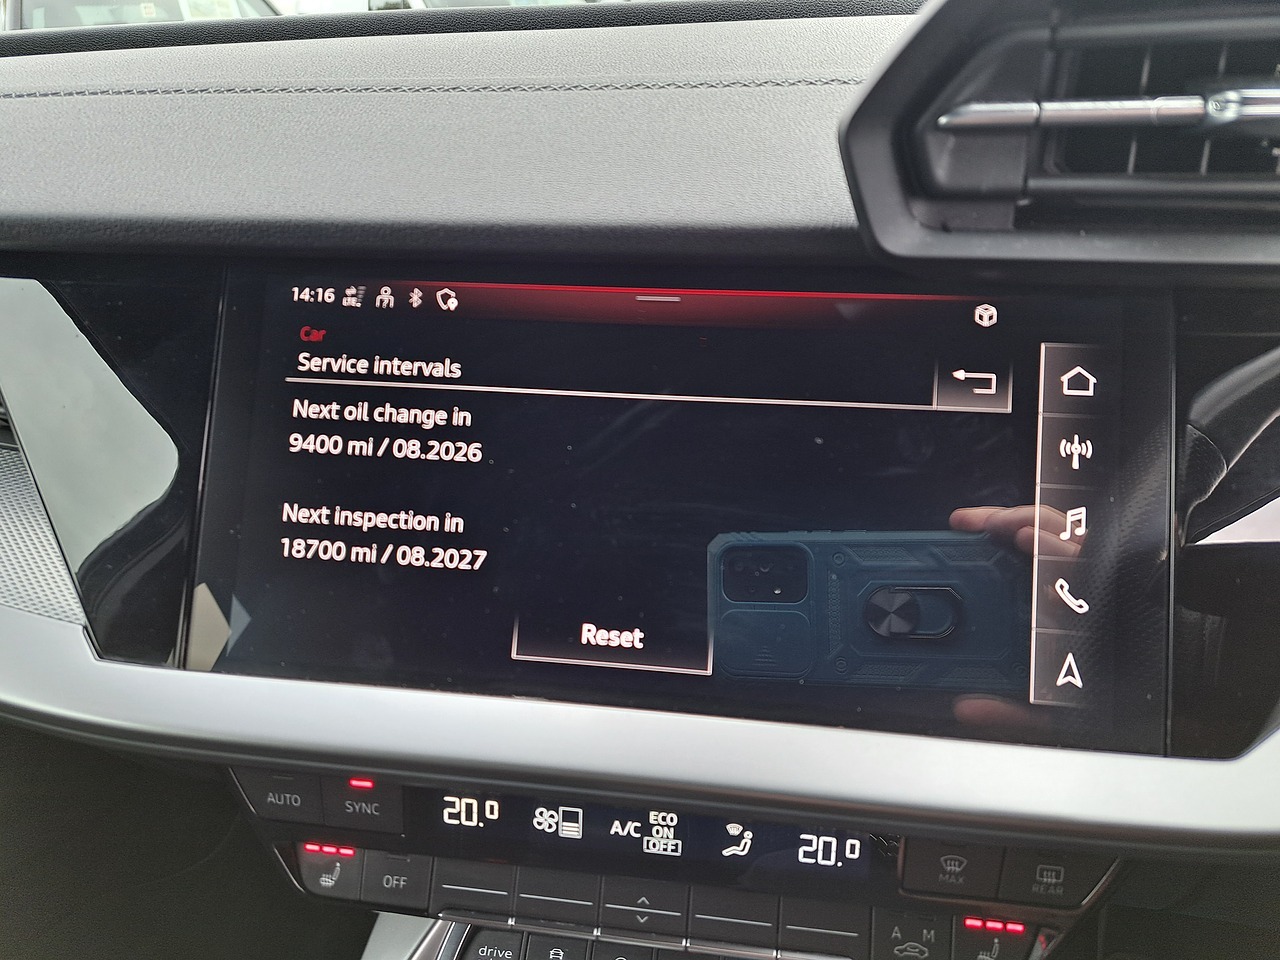 14:16
Car
Service intervals
Next oil change in
9400 mi / 08.2026
Next inspection in
18700 mi / 08.2027
Reset
AUTO
SYNC
20.0
A/C
ECO
ON
OFF
20.0
OFF
MAX
REAR
A M
drive